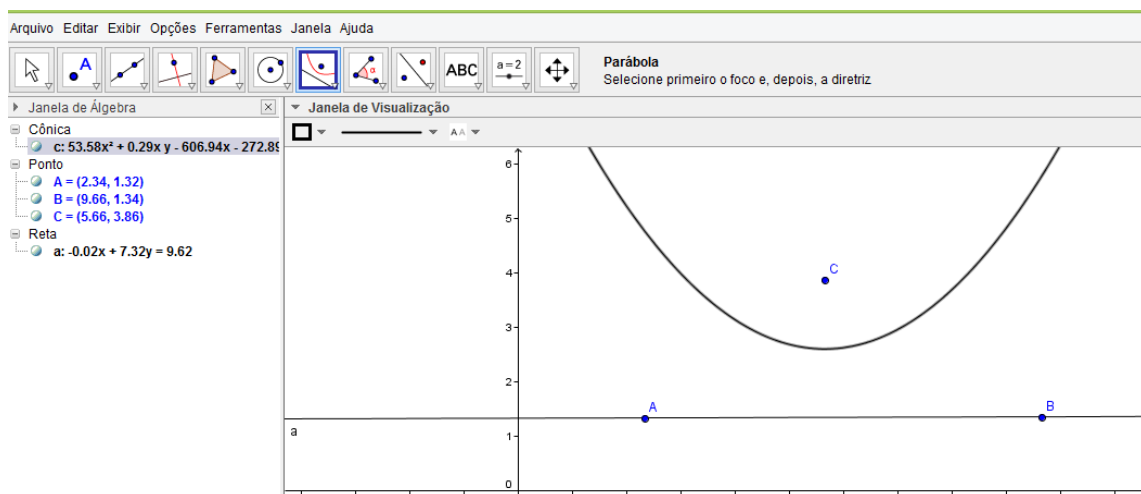 Arquivo Editar Exibir Opções Ferramentas Janela Ajuda
A
α
ABC
a=2
Parábola
Selecione primeiro o foco e, depois, a diretriz
Janela de Álgebra
Janela de Visualização
Cônica
c: 53.58x² + 0.29x y - 606.94x - 272.89
Ponto
A = (2.34, 1.32)
B = (9.66, 1.34)
C = (5.66, 3.86)
Reta
a: -0.02x + 7.32y = 9.62
A A
6
5
4
3
2
1
0
C
A
B
a